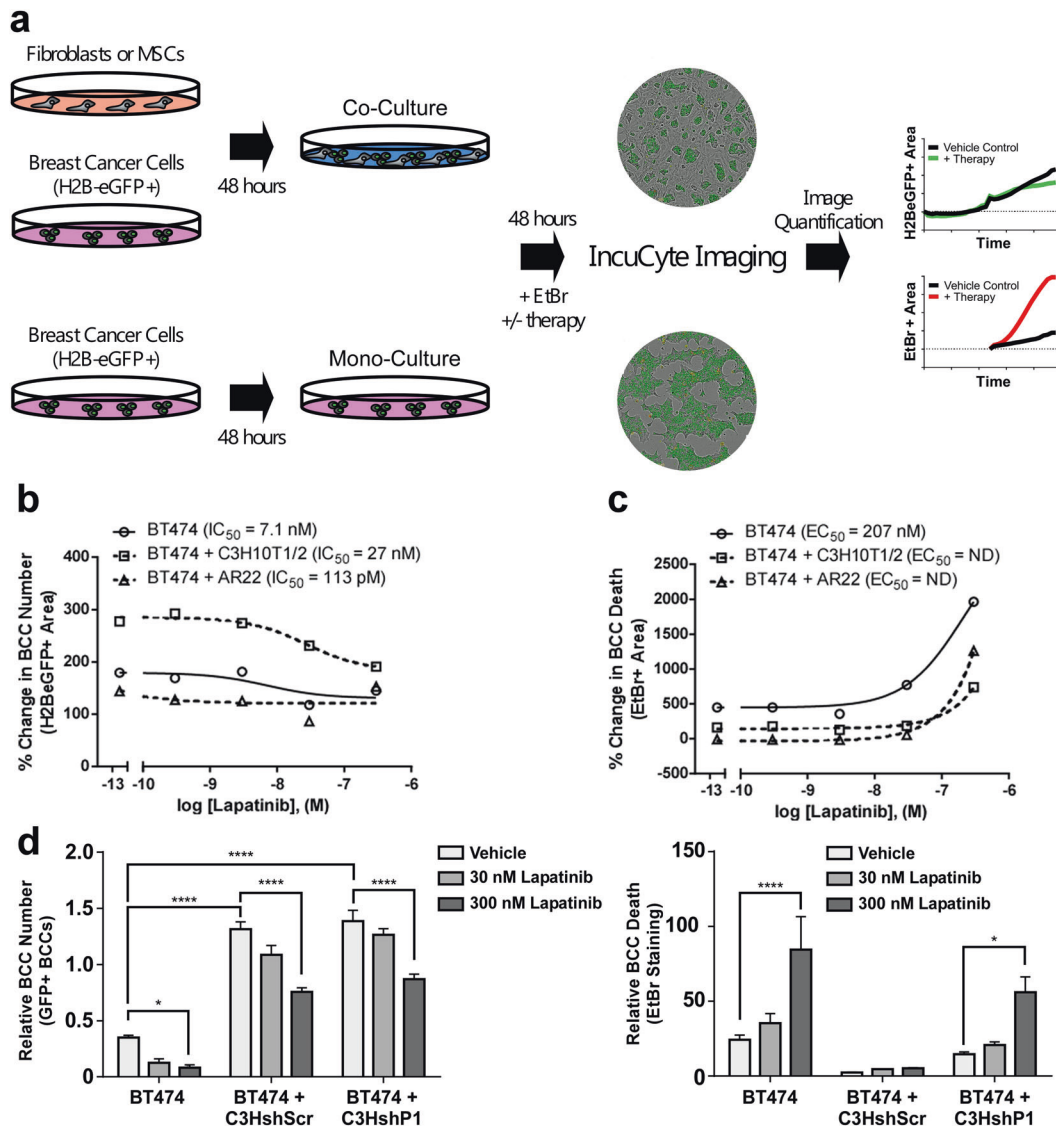 a
Fibroblasts or MSCs
48 hours
Co-Culture
Breast Cancer Cells
(H2B-eGFP+)
Breast Cancer Cells
(H2B-eGFP+)
48 hours
Mono-Culture
48 hours
+ EtBr
+/- therapy
IncuCyte Imaging
Image
Quantification
H2BeGFP+ Area
Vehicle Control
+ Therapy
Time
EtBr + Area
Vehicle Control
+ Therapy
Time
b
BT474 (IC50 = 7.1 nM)
BT474 + C3H10T1/2 (IC50 = 27 nM)
BT474 + AR22 (IC50 = 113 pM)
% Change in BCC Number
(H2BeGFP+ Area)
400
300
200
100
0
-13 -10 -9 -8 -7 -6
log [Lapatinib], (M)
c
BT474 (EC50 = 207 nM)
BT474 + C3H10T1/2 (EC50 = ND)
BT474 + AR22 (EC50 = ND)
% Change in BCC Death
(EtBr+ Area)
2500
2000
1500
1000
500
0
-500
-13 -10 -9 -8 -7 -6
log [Lapatinib], (M)
d
Relative BCC Number
(GFP+ BCCs)
2.0
1.5
1.0
0.5
0
*
****
****
****
****
Vehicle
30 nM Lapatinib
300 nM Lapatinib
BT474
BT474 +
C3HshScr
BT474 +
C3HshP1
Relative BCC Death
(EtBr Staining)
150
100
50
0
****
*
Vehicle
30 nM Lapatinib
300 nM Lapatinib
BT474
BT474 +
C3HshScr
BT474 +
C3HshP1